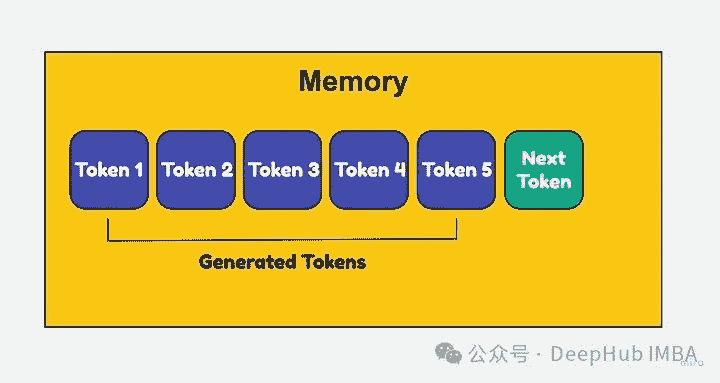 Memory
Token 1 Token 2 Token 3 Token 4 Token 5 Next Token
Generated Tokens
公众号 · DeepHub IMBA